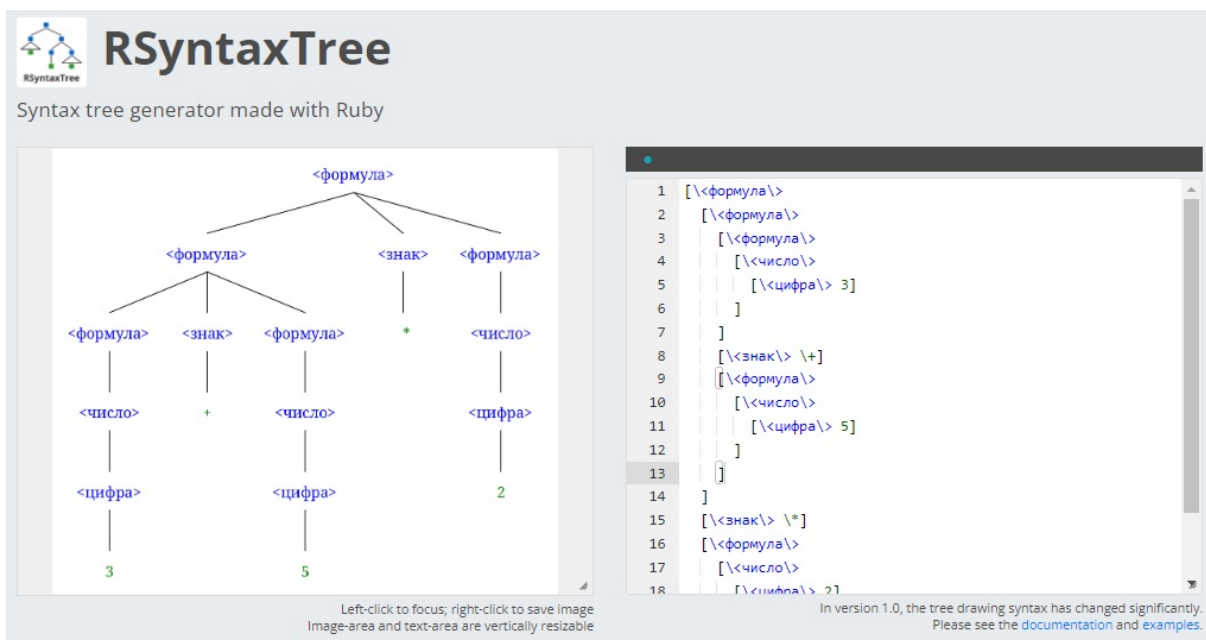 RSyntaxTree
RSyntaxTree
Syntax tree generator made with Ruby
<формула>
<формула> <знак> <формула>
<формула> <знак> <формула> * <число>
<число> + <число> <цифра>
<цифра> <цифра> 2
3 5
Left-click to focus; right-click to save image
Image-area and text-area are vertically resizable
1 [\<формула\>
2 [\<формула\>
3 [\<формула\>
4 [\<число\>
5 [\<цифра\> 3]
6 ]
7 ]
8 [\<знак\> \+]
9 [\<формула\>
10 [\<число\>
11 [\<цифра\> 5]
12 ]
13 ]
14 ]
15 [\<знак\> \*]
16 [\<формула\>
17 [\<число\>
18 [\<цифра\> 2]
In version 1.0, the tree drawing syntax has changed significantly.
Please see the documentation and examples.